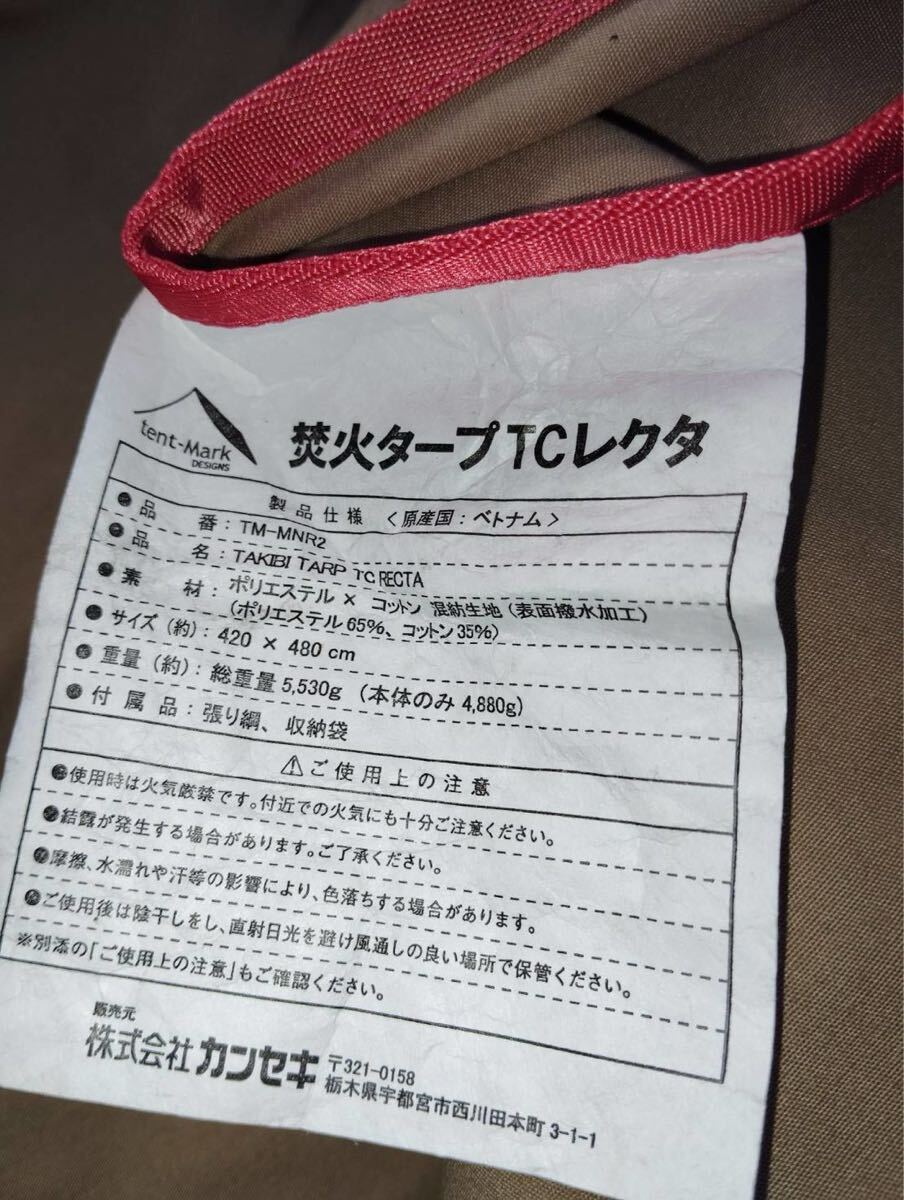 tent-Mark
DESIGNS
焚火タープTCレクタ
製品仕様 〈原産国：ベトナム〉
●品 番：TM-MNR2
●品 名：TAKIBI TARP TC RECTA
●素 材：ポリエステル × コットン 混紡生地（表面撥水加工）
（ポリエステル65％、コットン35％）
●サイズ（約）：420 × 480 cm
●重量（約）：総重量5,530g （本体のみ 4,880g）
●付属品：張り綱、収納袋
⚠ご使用上の注意
●使用時は火気厳禁です。付近での火気にも十分ご注意ください。
●結露が発生する場合があります。ご了承ください。
●摩擦、水濡れや汗等の影響により、色落ちする場合があります。
●ご使用後は陰干しをし、直射日光を避け風通しの良い場所で保管ください。
※別添の「ご使用上の注意」もご確認ください。
販売元
株式会社 カンセキ
〒321-0158
栃木県宇都宮市西川田本町 3-1-1